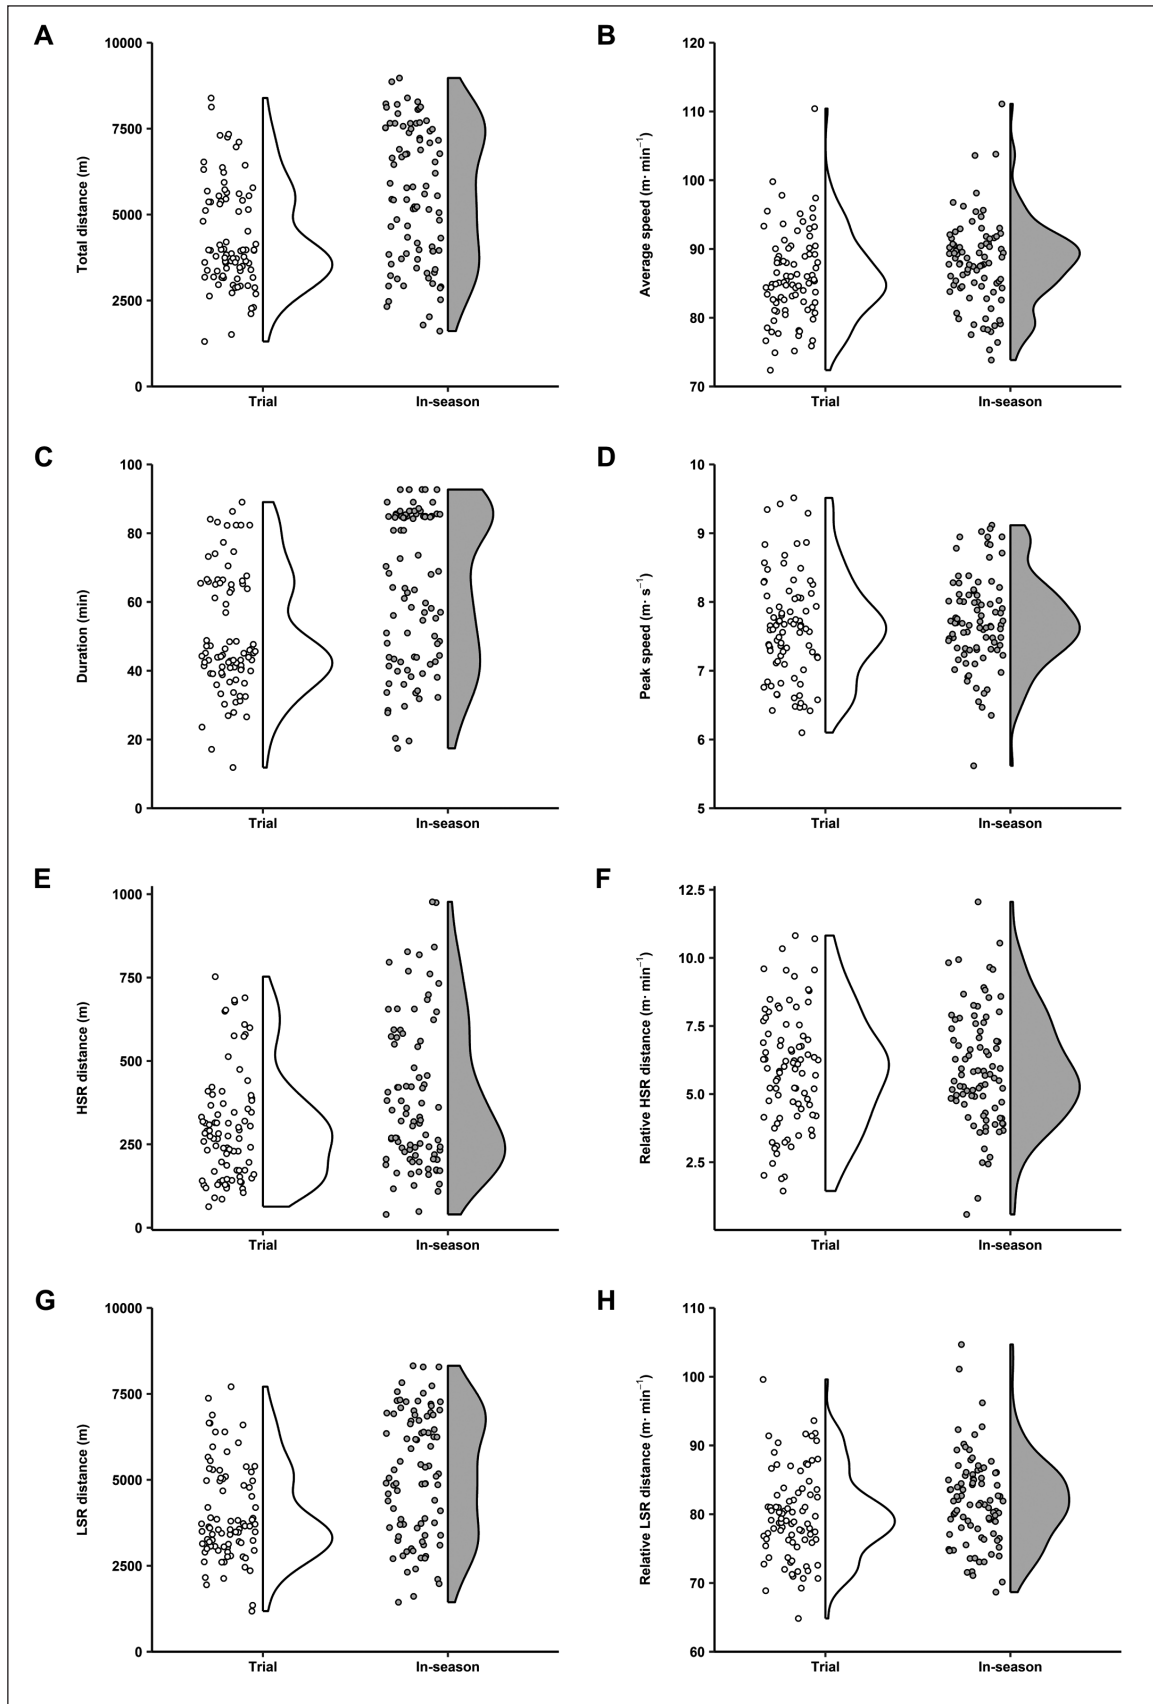 A
Total distance (m)
10000
7500
5000
2500
0
Trial
In-season
B
Average speed (m· min−1)
120
110
100
90
80
70
Trial
In-season
C
Duration (min)
100
80
60
40
20
0
Trial
In-season
D
Peak speed (m· s−1)
10
9
8
7
6
5
Trial
In-season
E
HSR distance (m)
1000
750
500
250
0
Trial
In-season
F
Relative HSR distance (m· min−1)
12.5
10.0
7.5
5.0
2.5
Trial
In-season
G
LSR distance (m)
10000
7500
5000
2500
0
Trial
In-season
H
Relative LSR distance (m· min−1)
110
100
90
80
70
60
Trial
In-season